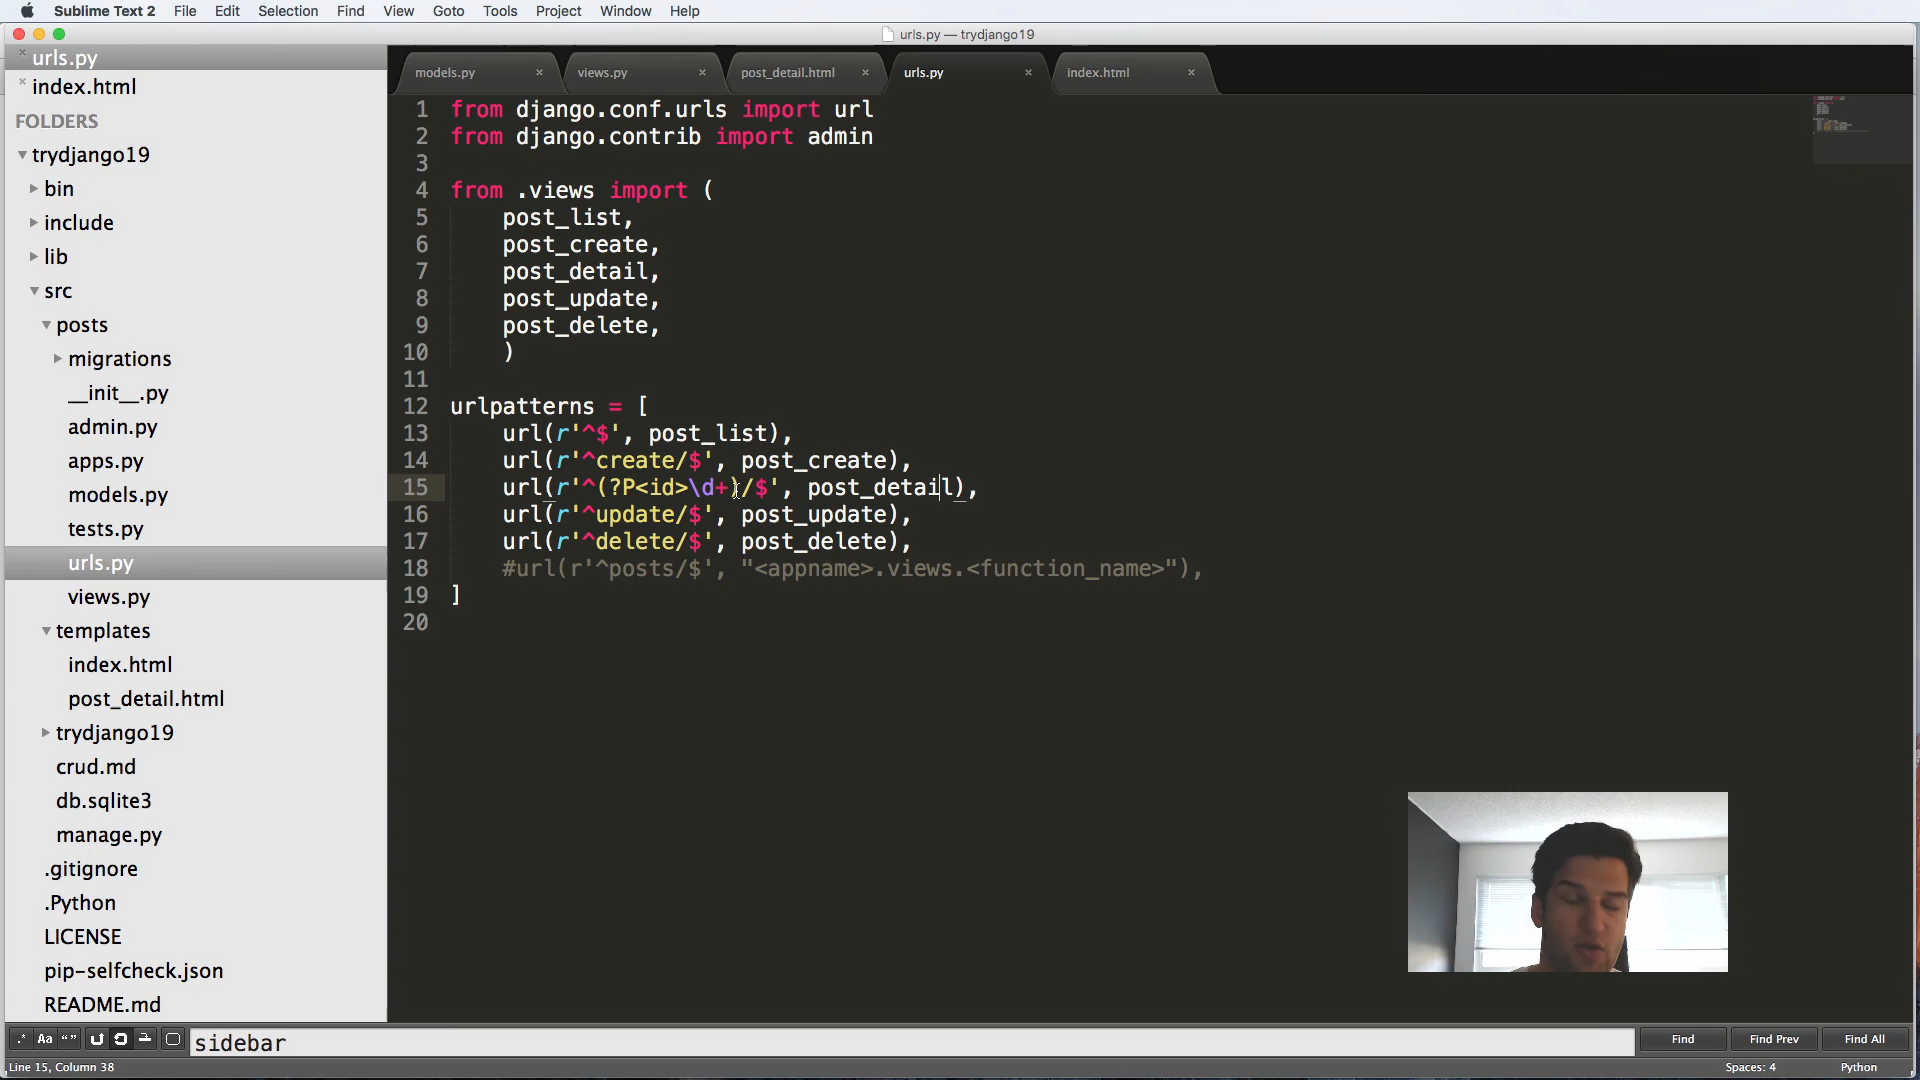 Sublime Text 2 File Edit Selection Find View Goto Tools Project Window Help
urls.py — trydjango19
urls.py
index.html
FOLDERS
trydjango19
bin
include
lib
src
posts
migrations
__init__.py
admin.py
apps.py
models.py
tests.py
urls.py
views.py
templates
index.html
post_detail.html
trydjango19
crud.md
db.sqlite3
manage.py
.gitignore
.Python
LICENSE
pip-selfcheck.json
README.md
models.py × views.py × post_detail.html × urls.py × index.html ×
1 from django.conf.urls import url
2 from django.contrib import admin
3
4 from .views import (
5 post_list,
6 post_create,
7 post_detail,
8 post_update,
9 post_delete,
10 )
11
12 urlpatterns = [
13 url(r'^$', post_list),
14 url(r'^create/$', post_create),
15 url(r'^(?P<id>\d+)/$', post_detail),
16 url(r'^update/$', post_update),
17 url(r'^delete/$', post_delete),
18 #url(r'^posts/$', "<appname>.views.<function_name>"),
19 ]
20
.* Aa “” sidebar Find Find Prev Find All
Line 15, Column 38 Spaces: 4 Python